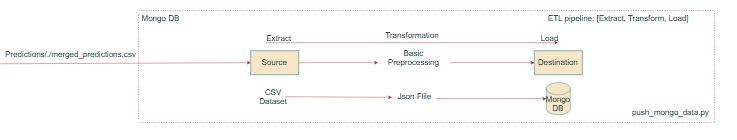 Mongo DB
ETL pipeline: [Extract, Transform, Load]
Extract
Transformation
Load
Predictions/./merged_predictions.csv
Source
Basic
Preprocessing
Destination
CSV
Dataset
Json Flile
Mongo
DB
push_mongo_data.py